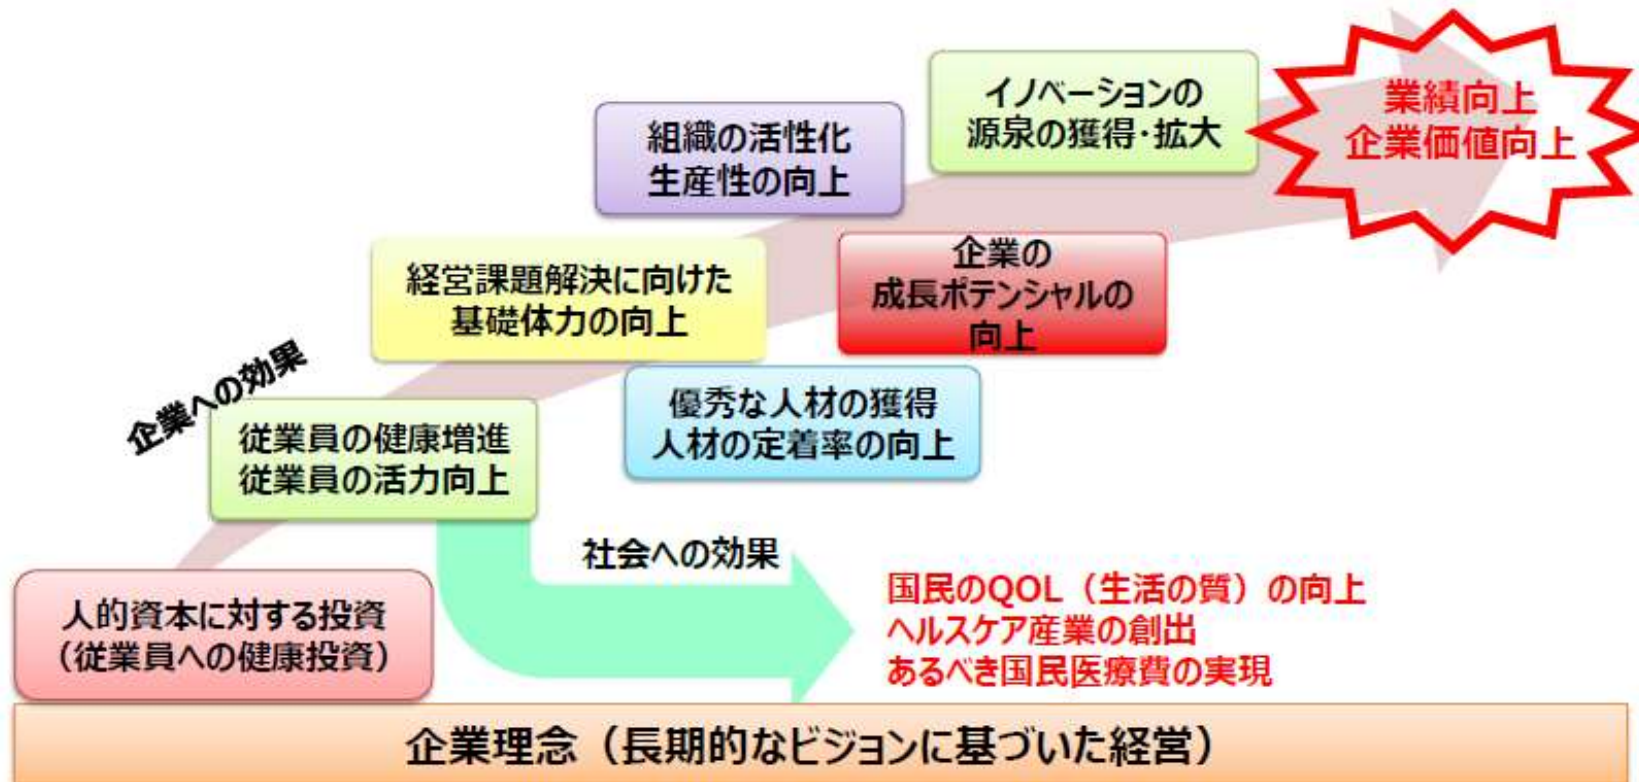 イノベーションの
源泉の獲得・拡大
業績向上
企業価値向上
組織の活性化
生産性の向上
経営課題解決に向けた
基礎体力の向上
企業の
成長ポテンシャルの
向上
企業への効果
従業員の健康増進
従業員の活力向上
優秀な人材の獲得
人材の定着率の向上
社会への効果
人的資本に対する投資
（従業員への健康投資）
国民のQOL（生活の質）の向上
ヘルスケア産業の創出
あるべき国民医療費の実現
企業理念（長期的なビジョンに基づいた経営）